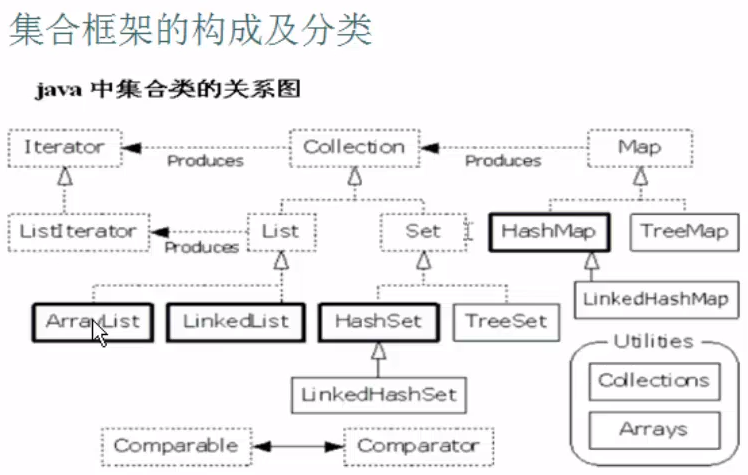 集合框架的构成及分类
java 中集合类的关系图
Iterator
Produces
Collection
Produces
Map
ListIterator
Produces
List
Set
HashMap
TreeMap
ArrayList
LinkedList
HashSet
TreeSet
LinkedHashMap
LinkedHashSet
Utilities
Collections
Arrays
Comparable
Comparator